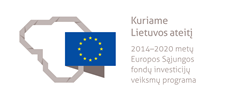 Kuriame
Lietuvos ateitį
2014–2020 metų
Europos Sąjungos
fondų investicijų
veiksmų programa